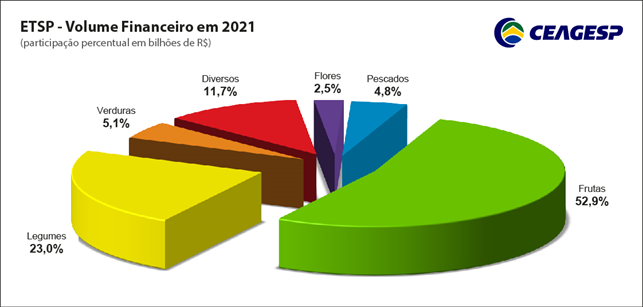 ETSP - Volume Financeiro em 2021
(participação percentual em bilhões de R$)
CEAGESP
Diversos
11,7%
Flores
2,5%
Pescados
4,8%
Verduras
5,1%
Frutas
52,9%
Legumes
23,0%